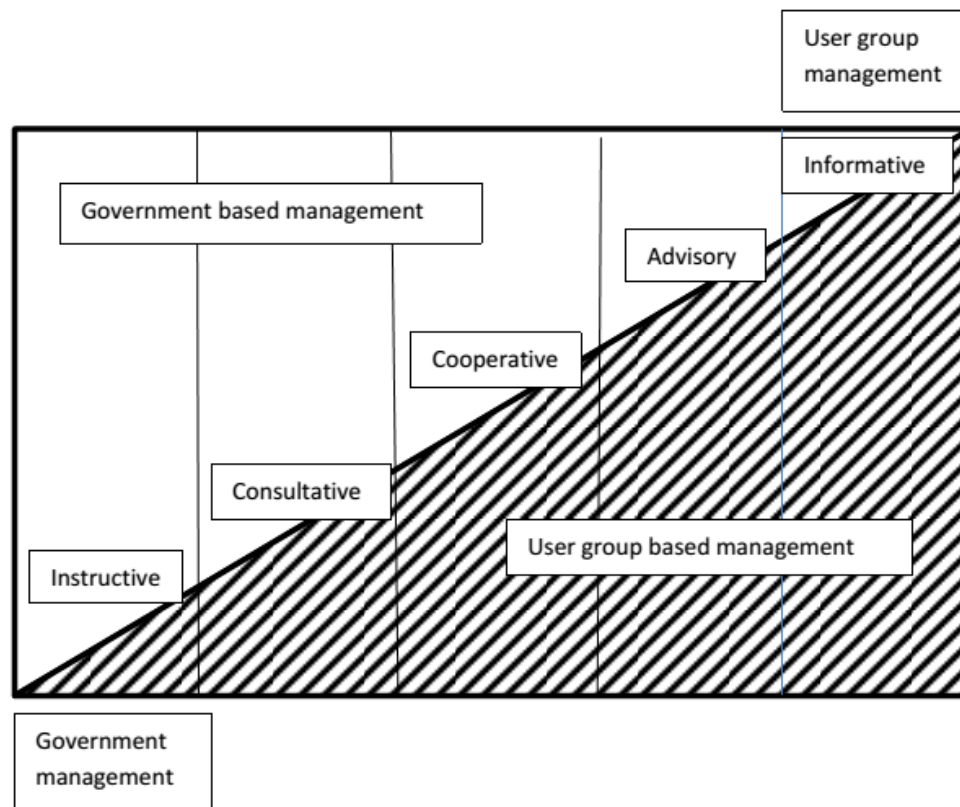 User group
management
Informative
Government based management
Advisory
Cooperative
Consultative
User group based management
Instructive
Government
management